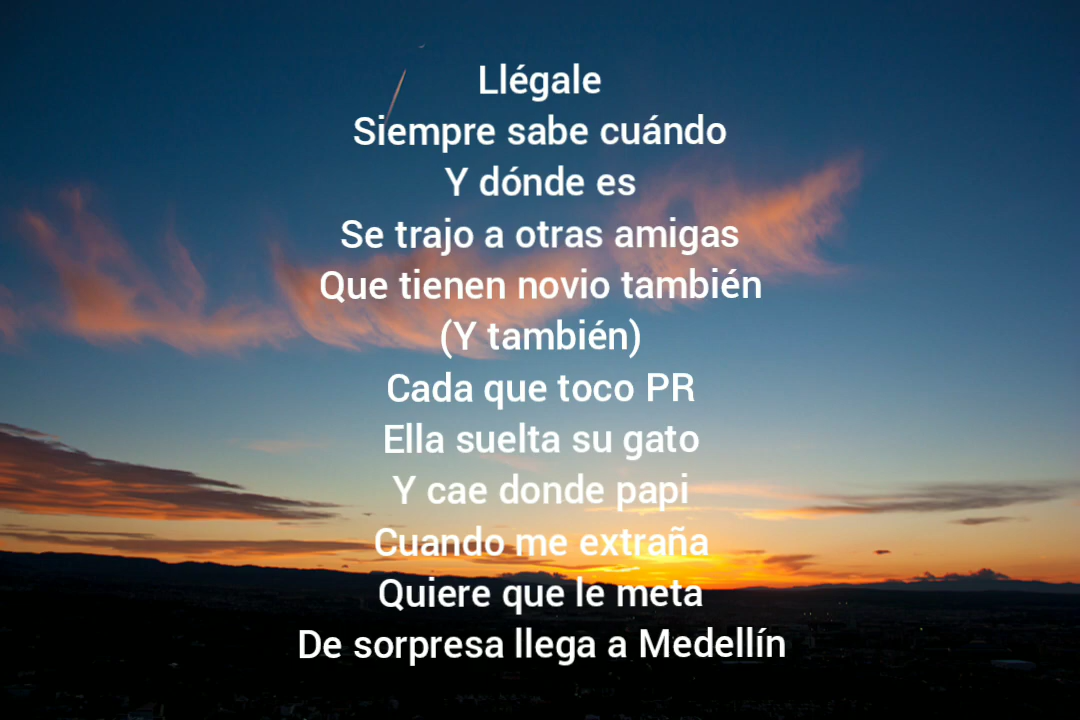 Llégale
Siempre sabe cuándo
Y dónde es
Se trajo a otras amigas
Que tienen novio también
(Y también)
Cada que toco PR
Ella suelta su gato
Y cae donde papi
Cuando me extraña
Quiere que le meta
De sorpresa llega a Medellín